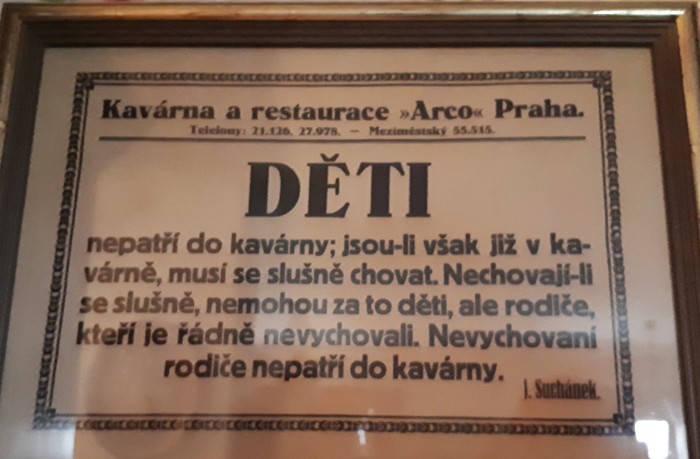 Kavárna a restaurace »Arco« Praha.
Telefony: 21.126. 27.978. — Meziměstský 55.515.
DĚTI
nepatří do kavárny; jsou-li však již v ka-
várně, musí se slušně chovat. Nechovají-li
se slušně, nemohou za to děti, ale rodiče,
kteří je řádně nevychovali. Nevychovaní
rodiče nepatří do kavárny.
J. Suchánek.